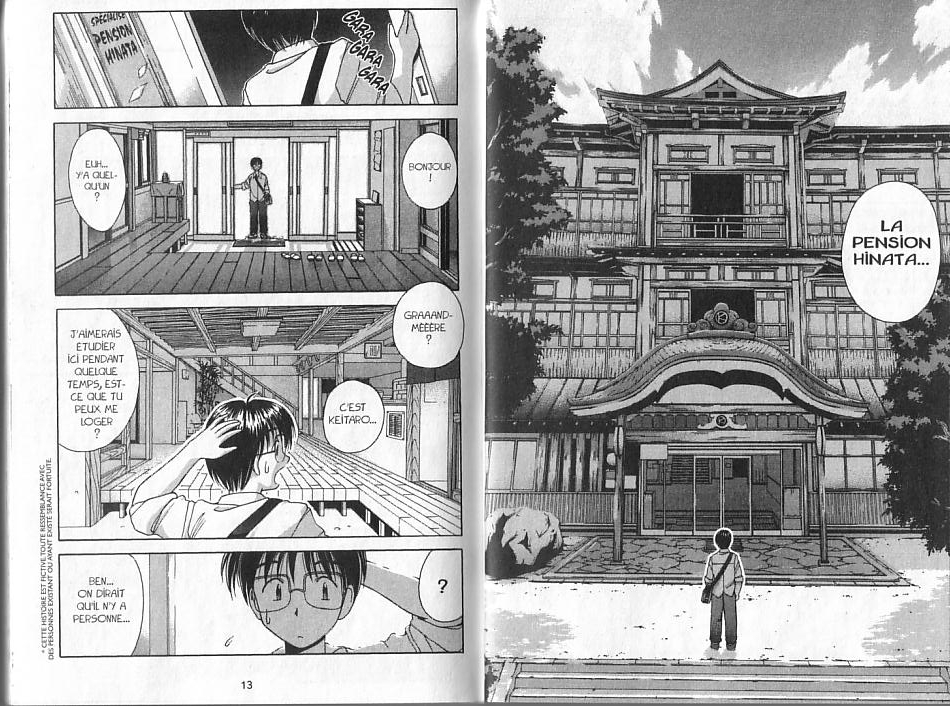 LA
PENSION
HINATA...
GARA
GARA
GARA
SPÉCIALISÉ
PENSION
HINATA
BONJOUR
!
EUH...
Y'A QUEL-
QU'UN
?
GRAAAND-
MÈÈÈRE
?
C'EST
KEITARO...
J'AIMERAIS
ÉTUDIER
ICI PENDANT
QUELQUE
TEMPS, EST-
CE QUE TU
PEUX ME
LOGER
?
?
BEN...
ON DIRAIT
QU'IL N'Y A
PERSONNE...
* CETTE HISTOIRE EST FICTIVE, TOUTE RESSEMBLANCE AVEC
DES PERSONNES EXISTANT OU AYANT EXISTÉ SERAIT FORTUITE.
13